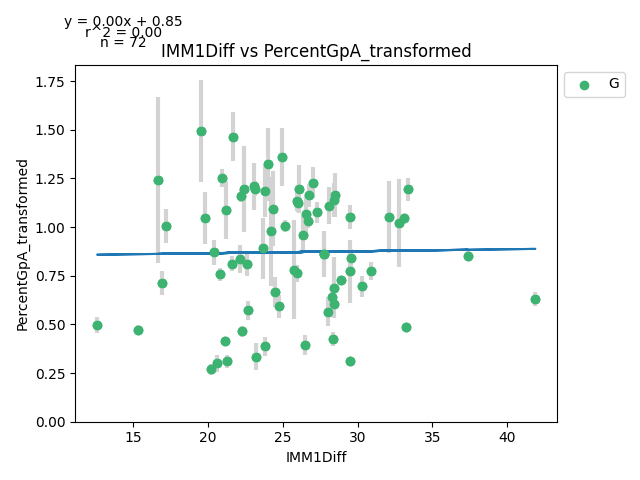 y = 0.00x + 0.85
r^2 = 0.00
n = 72
IMM1Diff vs PercentGpA_transformed
G
PercentGpA_transformed
1.75
1.50
1.25
1.00
0.75
0.50
0.25
0.00
15 20 25 30 35 40
IMM1Diff